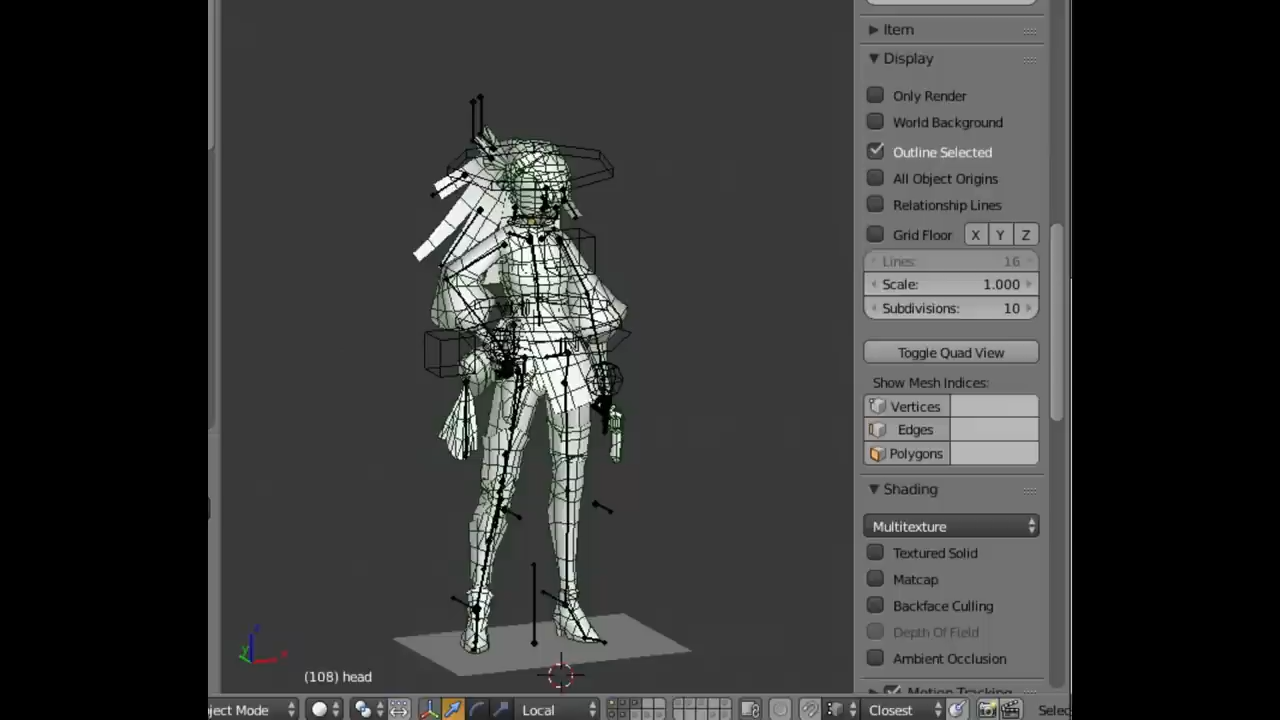 Item
Display
Only Render
World Background
Outline Selected
All Object Origins
Relationship Lines
Grid Floor X Y Z
Lines: 16
Scale: 1.000
Subdivisions: 10
Toggle Quad View
Show Mesh Indices:
Vertices
Edges
Polygons
Shading
Multitexture
Textured Solid
Matcap
Backface Culling
Depth Of Field
Ambient Occlusion
Motion Tracking
(108) head
ject Mode Local Closest Selec